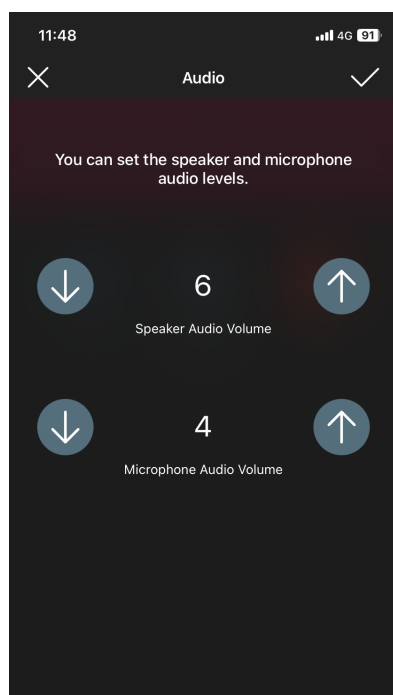 11:48
4G 91
Audio
You can set the speaker and microphone
audio levels.
6
Speaker Audio Volume
4
Microphone Audio Volume